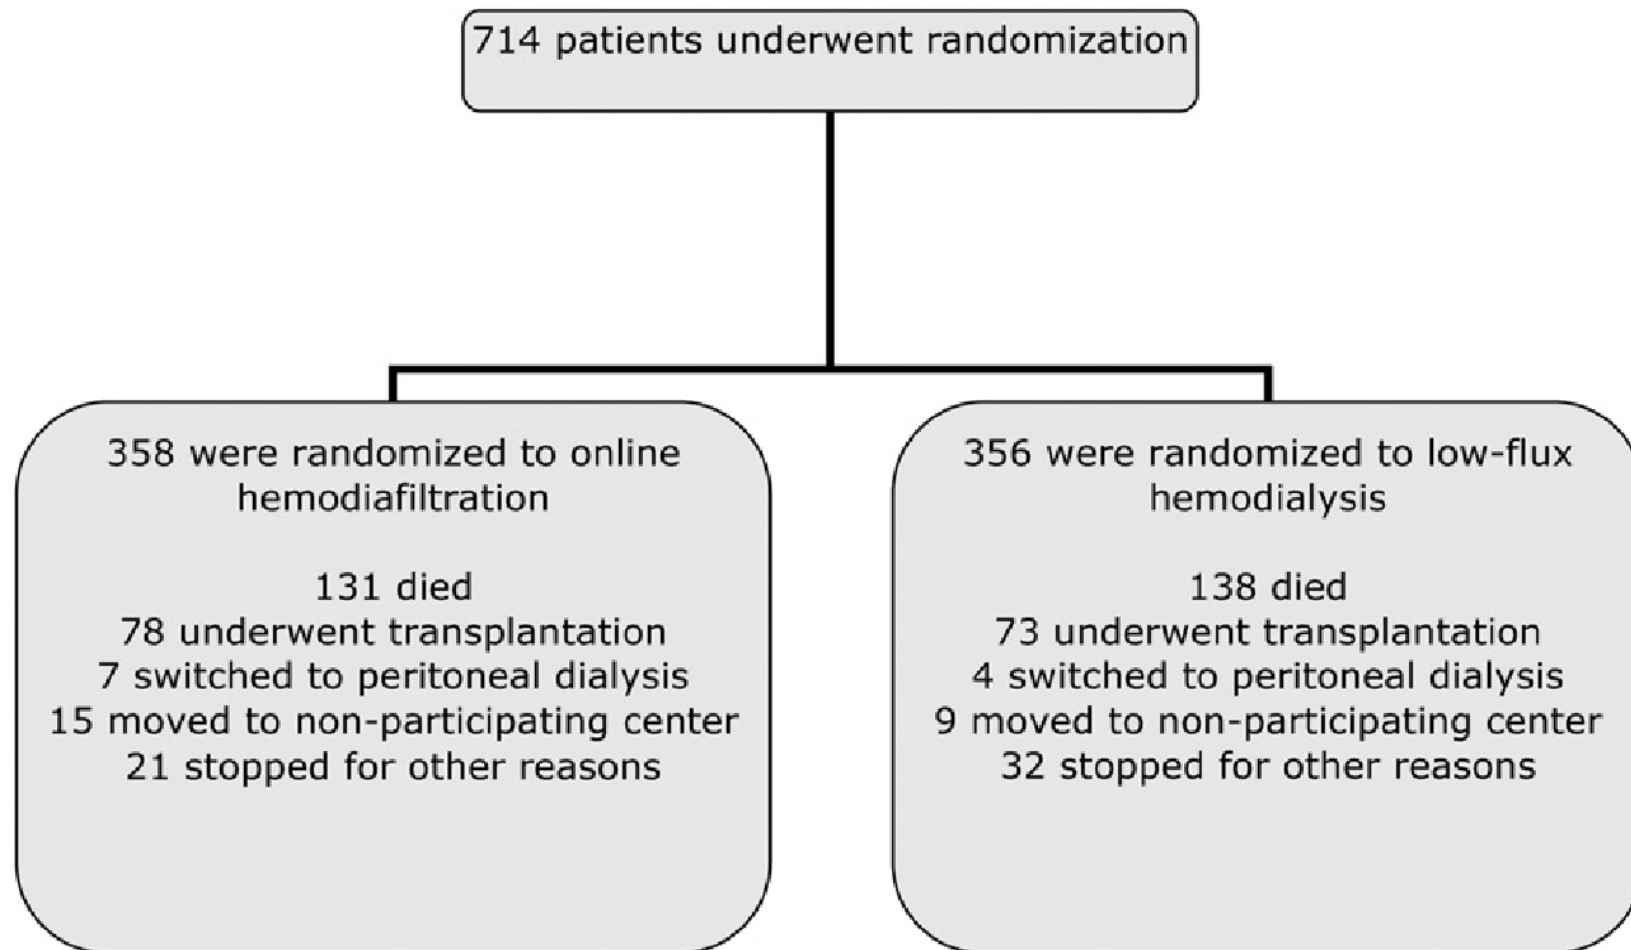 714 patients underwent randomization
358 were randomized to online
hemodiafiltration
131 died
78 underwent transplantation
7 switched to peritoneal dialysis
15 moved to non-participating center
21 stopped for other reasons
356 were randomized to low-flux
hemodialysis
138 died
73 underwent transplantation
4 switched to peritoneal dialysis
9 moved to non-participating center
32 stopped for other reasons